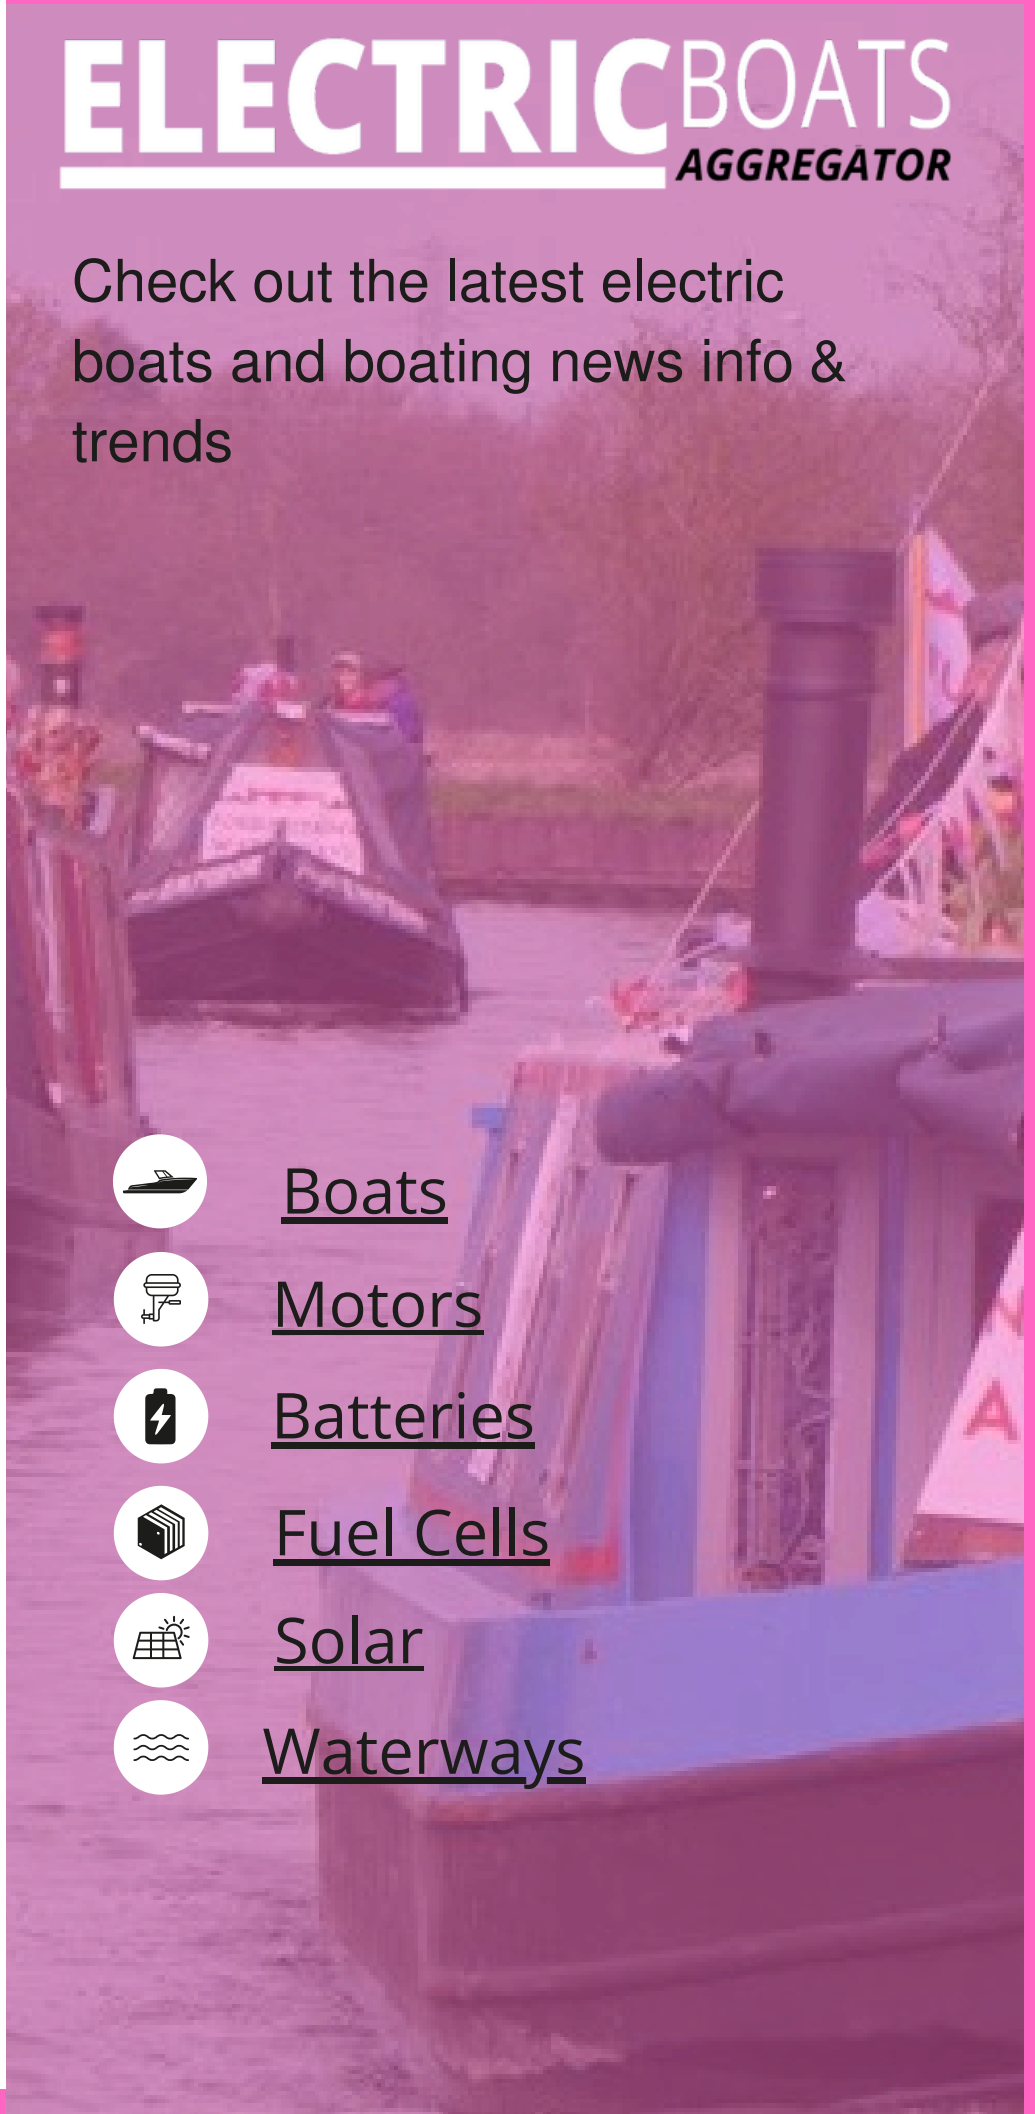 ELECTRICBOATS
AGGREGATOR
Check out the latest electric
boats and boating news info &
trends
Boats
Motors
Batteries
Fuel Cells
Solar
Waterways
A